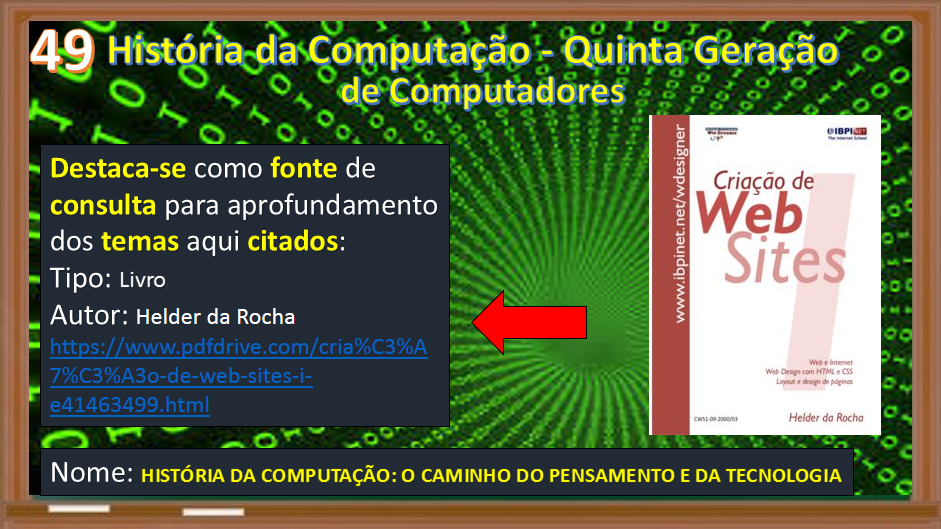 49 História da Computação - Quinta Geração
de Computadores
Destaca-se como fonte de
consulta para aprofundamento
dos temas aqui citados:
Tipo: Livro
Autor: Helder da Rocha
https://www.pdfdrive.com/cria%C3%A
7%C3%A3o-de-web-sites-i-
e41463499.html
www.ibpinet.net/wdesigner
IBPINET
The Internet School
Criação de
Web
Sites
Web e Internet
Web Design com HTML e CSS
Layout e design de páginas
CWS1-09-2000/03
Helder da Rocha
Nome: HISTÓRIA DA COMPUTAÇÃO: O CAMINHO DO PENSAMENTO E DA TECNOLOGIA